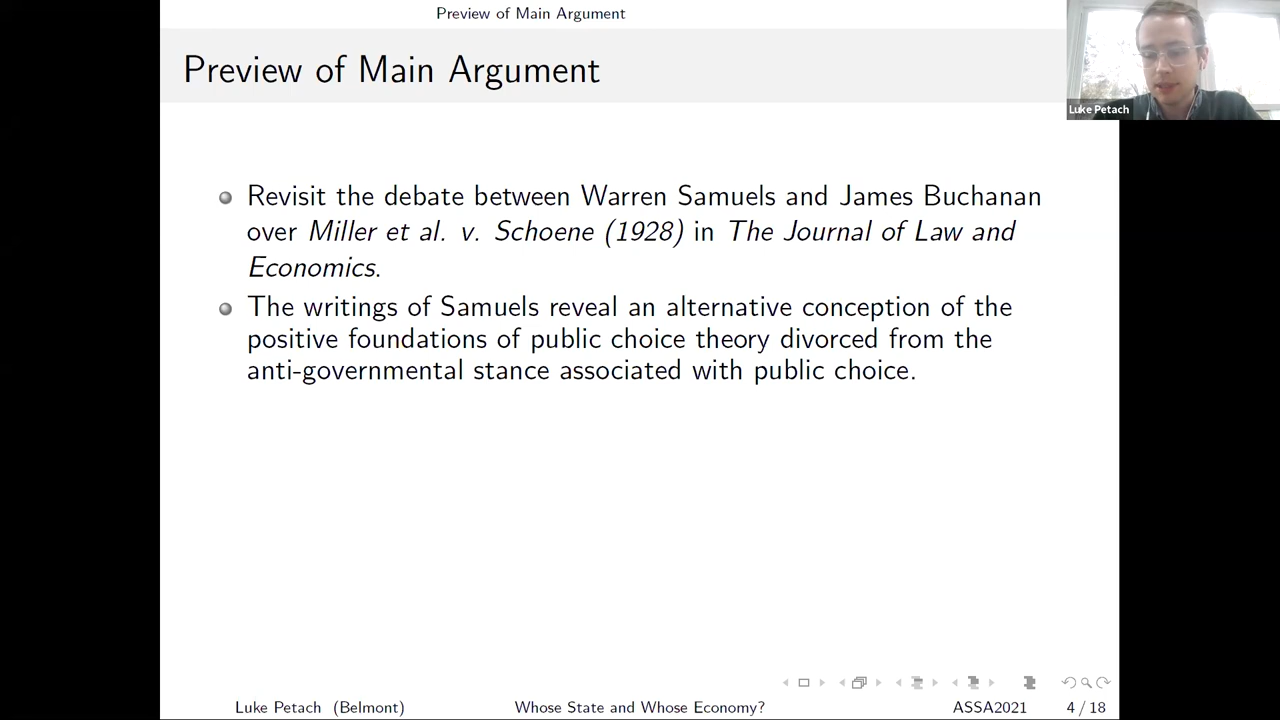 Preview of Main Argument
Preview of Main Argument
Luke Petach
Revisit the debate between Warren Samuels and James Buchanan
over Miller et al. v. Schoene (1928) in The Journal of Law and
Economics.
The writings of Samuels reveal an alternative conception of the
positive foundations of public choice theory divorced from the
anti-governmental stance associated with public choice.
Luke Petach (Belmont) Whose State and Whose Economy? ASSA2021 4 / 18